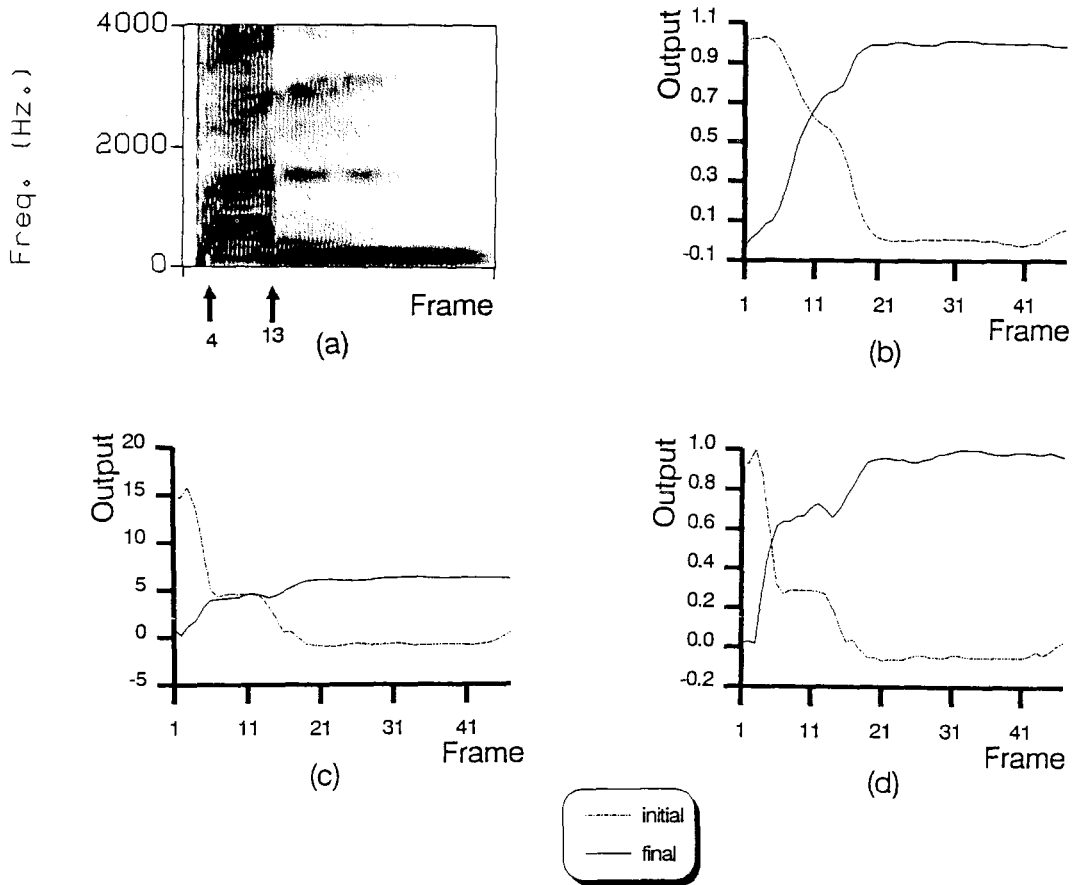 Freq. (Hz.)
4000
2000
0
4
13
Frame
(a)
Output
1.1
0.9
0.7
0.5
0.3
0.1
-0.1
1
11
21
31
41
Frame
(b)
Output
20
15
10
5
0
-5
1
11
21
31
41
Frame
(c)
Output
1.0
0.8
0.6
0.4
0.2
0.0
-0.2
1
11
21
31
41
Frame
(d)
initial
final